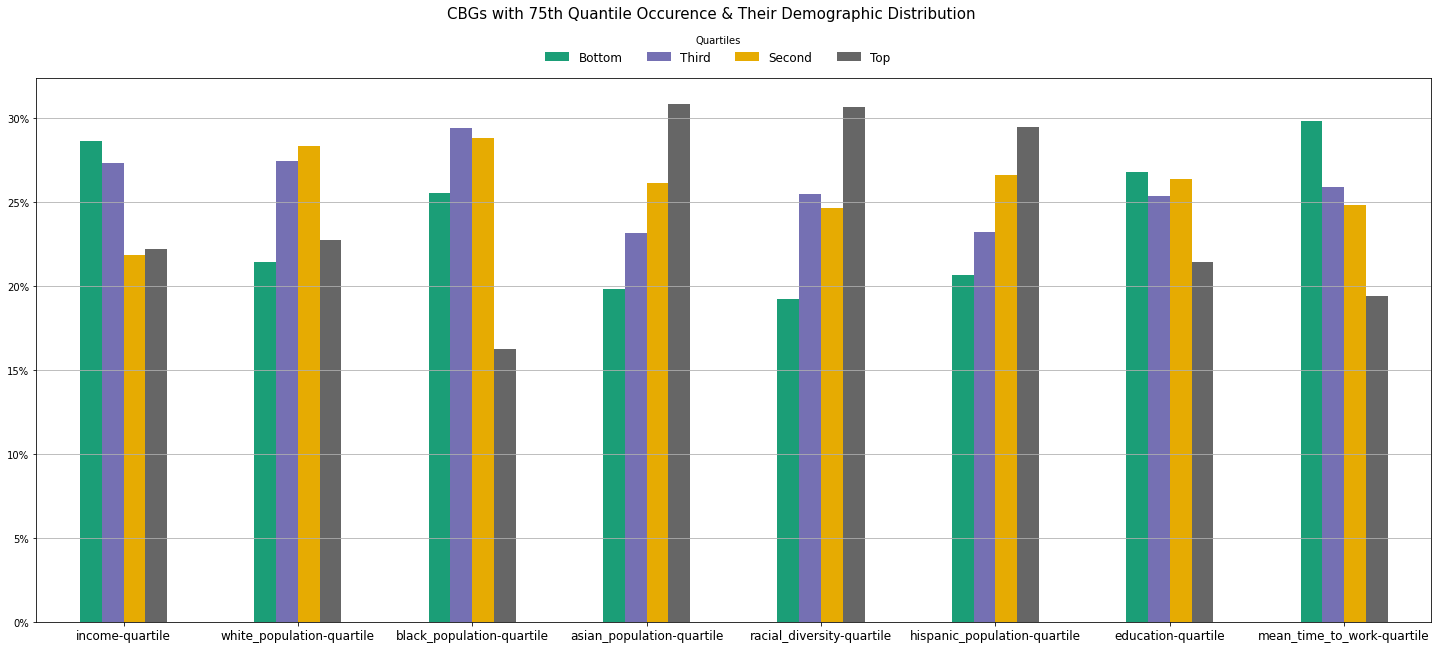 CBGs with 75th Quantile Occurence & Their Demographic Distribution
Quartiles
Bottom Third Second Top
30%
25%
20%
15%
10%
5%
0%
income-quartile white_population-quartile black_population-quartile asian_population-quartile racial_diversity-quartile hispanic_population-quartile education-quartile mean_time_to_work-quartile